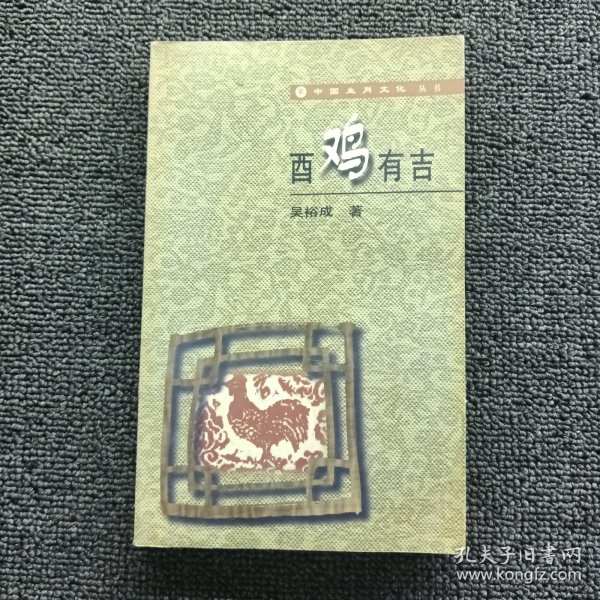 中国生肖文化 丛书
酉鸡有吉
吴裕成 著
孔夫子旧書网
www.kongfz.com